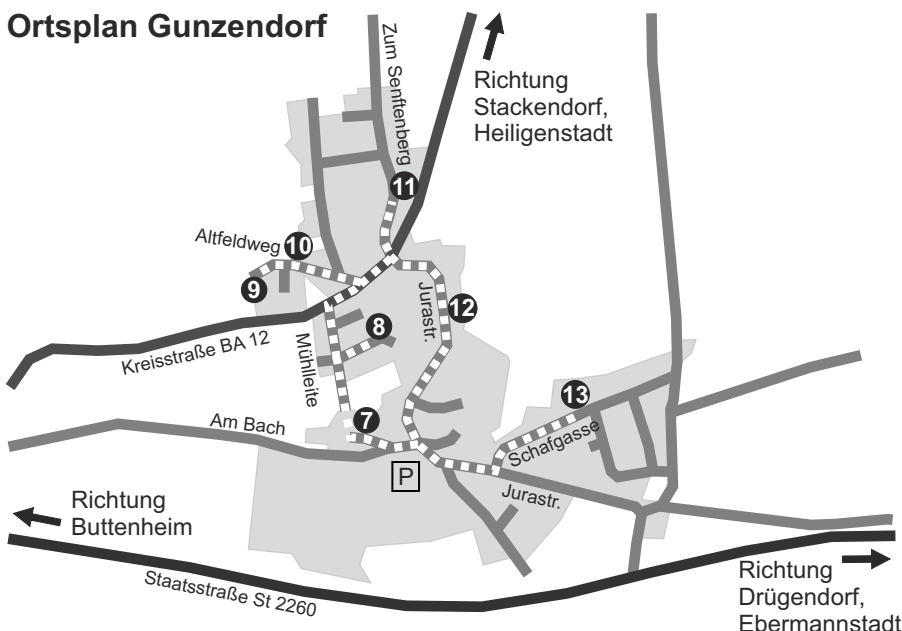 Ortsplan Gunzendorf
Zum Senftenberg
Richtung
Stackendorf,
Heiligenstadt
11
Altfeldweg
10
9
Jurastr.
12
8
Kreisstraße BA 12
Mühlleite
13
7
Am Bach
Schafgasse
P
Jurastr.
Richtung
Buttenheim
Staatsstraße St 2260
Richtung
Drügendorf,
Ebermannstadt